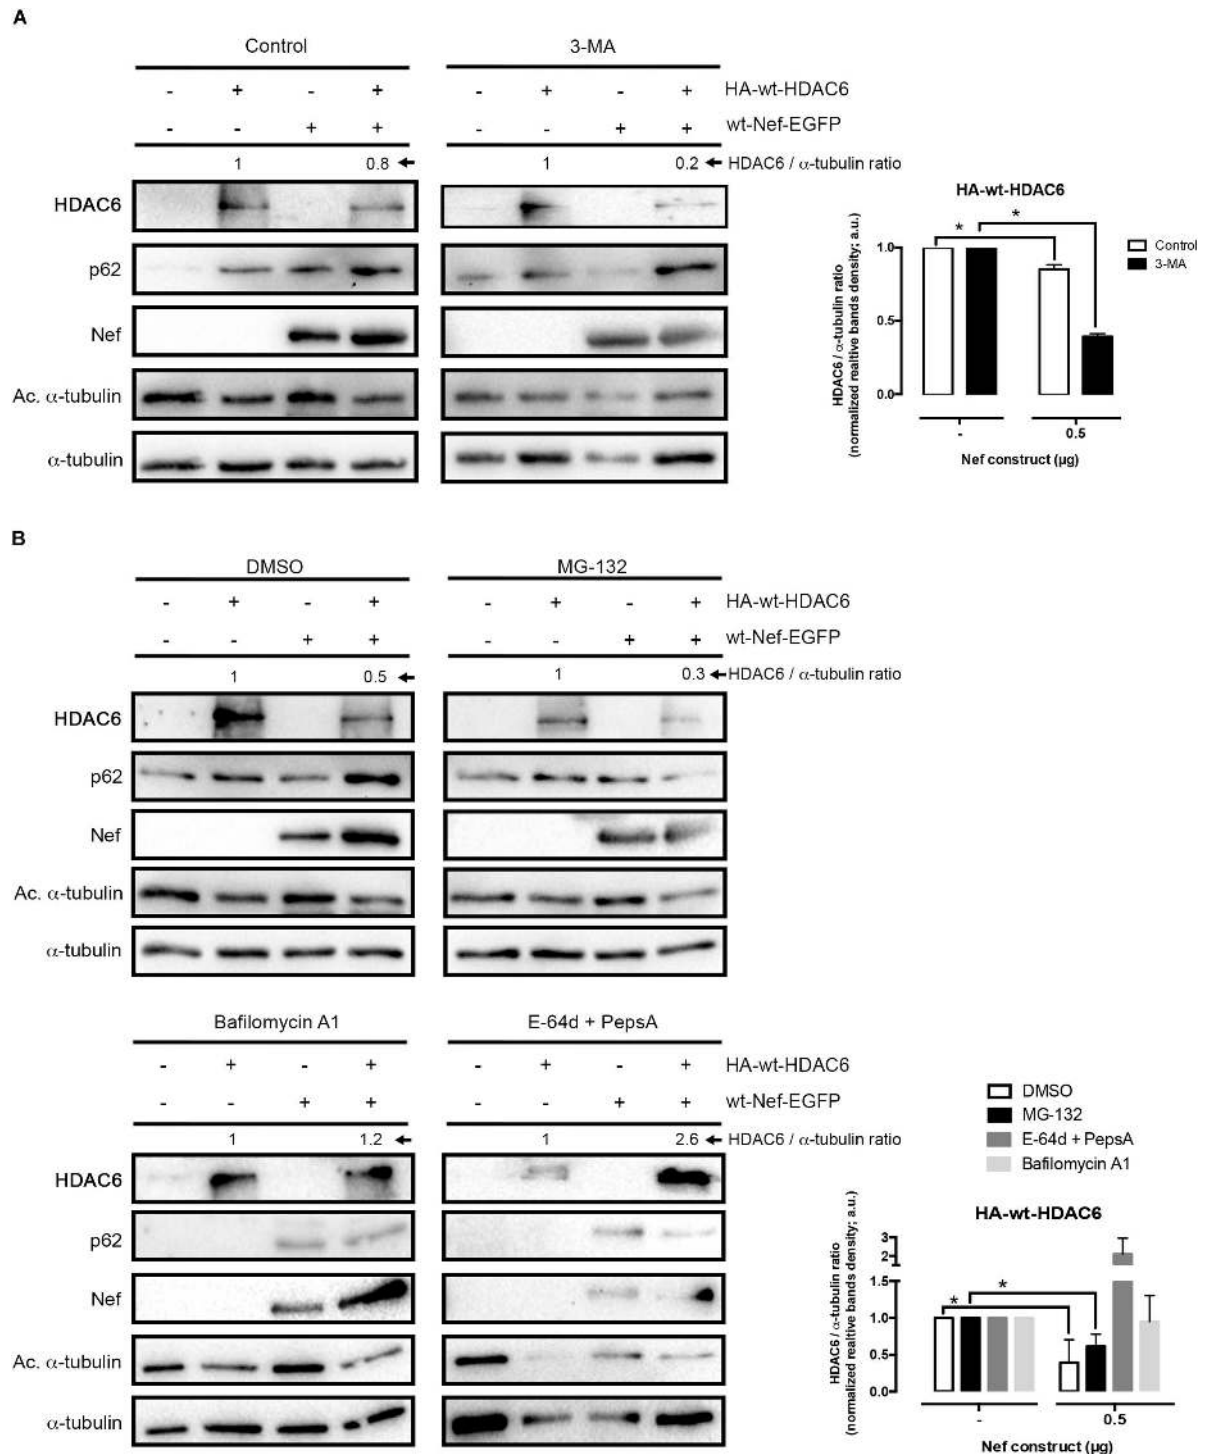 A
Control 3-MA
- + - + - + - + HA-wt-HDAC6
- - + + - - + + wt-Nef-EGFP
1 0.8 1 0.2 HDAC6 / α-tubulin ratio
HDAC6
p62
Nef
Ac. α-tubulin
α-tubulin
HA-wt-HDAC6
HDAC6 / α-tubulin ratio
(normalized realtive bands density; a.u.)
1.0
0.5
0.0
* *
Control
3-MA
- 0.5
Nef construct (µg)
B
DMSO MG-132
- + - + - + - + HA-wt-HDAC6
- - + + - - + + wt-Nef-EGFP
1 0.5 1 0.3 HDAC6 / α-tubulin ratio
HDAC6
p62
Nef
Ac. α-tubulin
α-tubulin
Bafilomycin A1 E-64d + PepsA
- + - + - + - + HA-wt-HDAC6
- - + + - - + + wt-Nef-EGFP
1 1.2 1 2.6 HDAC6 / α-tubulin ratio
HDAC6
p62
Nef
Ac. α-tubulin
α-tubulin
DMSO
MG-132
E-64d + PepsA
Bafilomycin A1
HA-wt-HDAC6
HDAC6 / α-tubulin ratio
(normalized realtive bands density; a.u.)
3
2
1.5
1.0
0.5
0.0
* *
- 0.5
Nef construct (µg)